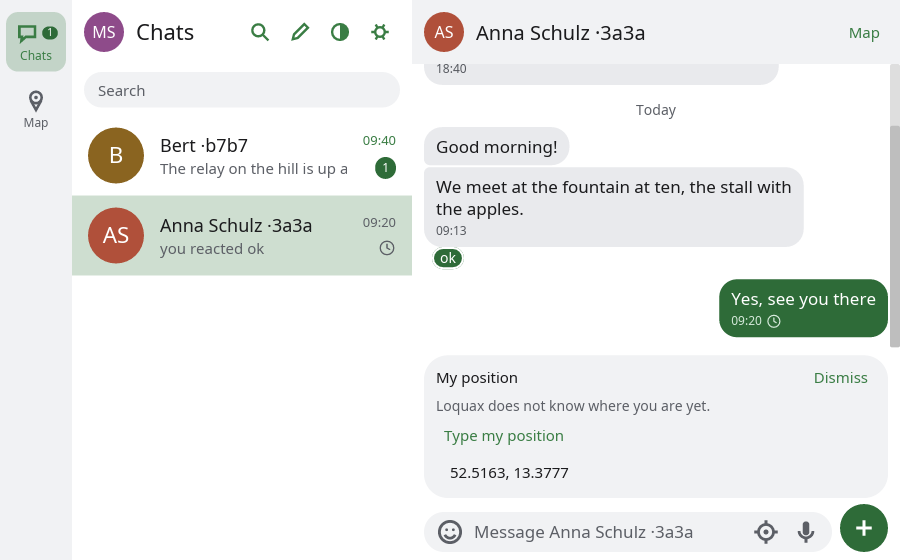 1
Chats
Map
MS
Chats
Search
B
Bert ·b7b7
09:40
The relay on the hill is up a
1
AS
Anna Schulz ·3a3a
09:20
you reacted ok
AS
Anna Schulz ·3a3a
Map
18:40
Today
Good morning!
We meet at the fountain at ten, the stall with
the apples.
09:13
ok
Yes, see you there
09:20
My position
Dismiss
Loquax does not know where you are yet.
Type my position
52.5163, 13.3777
Message Anna Schulz ·3a3a